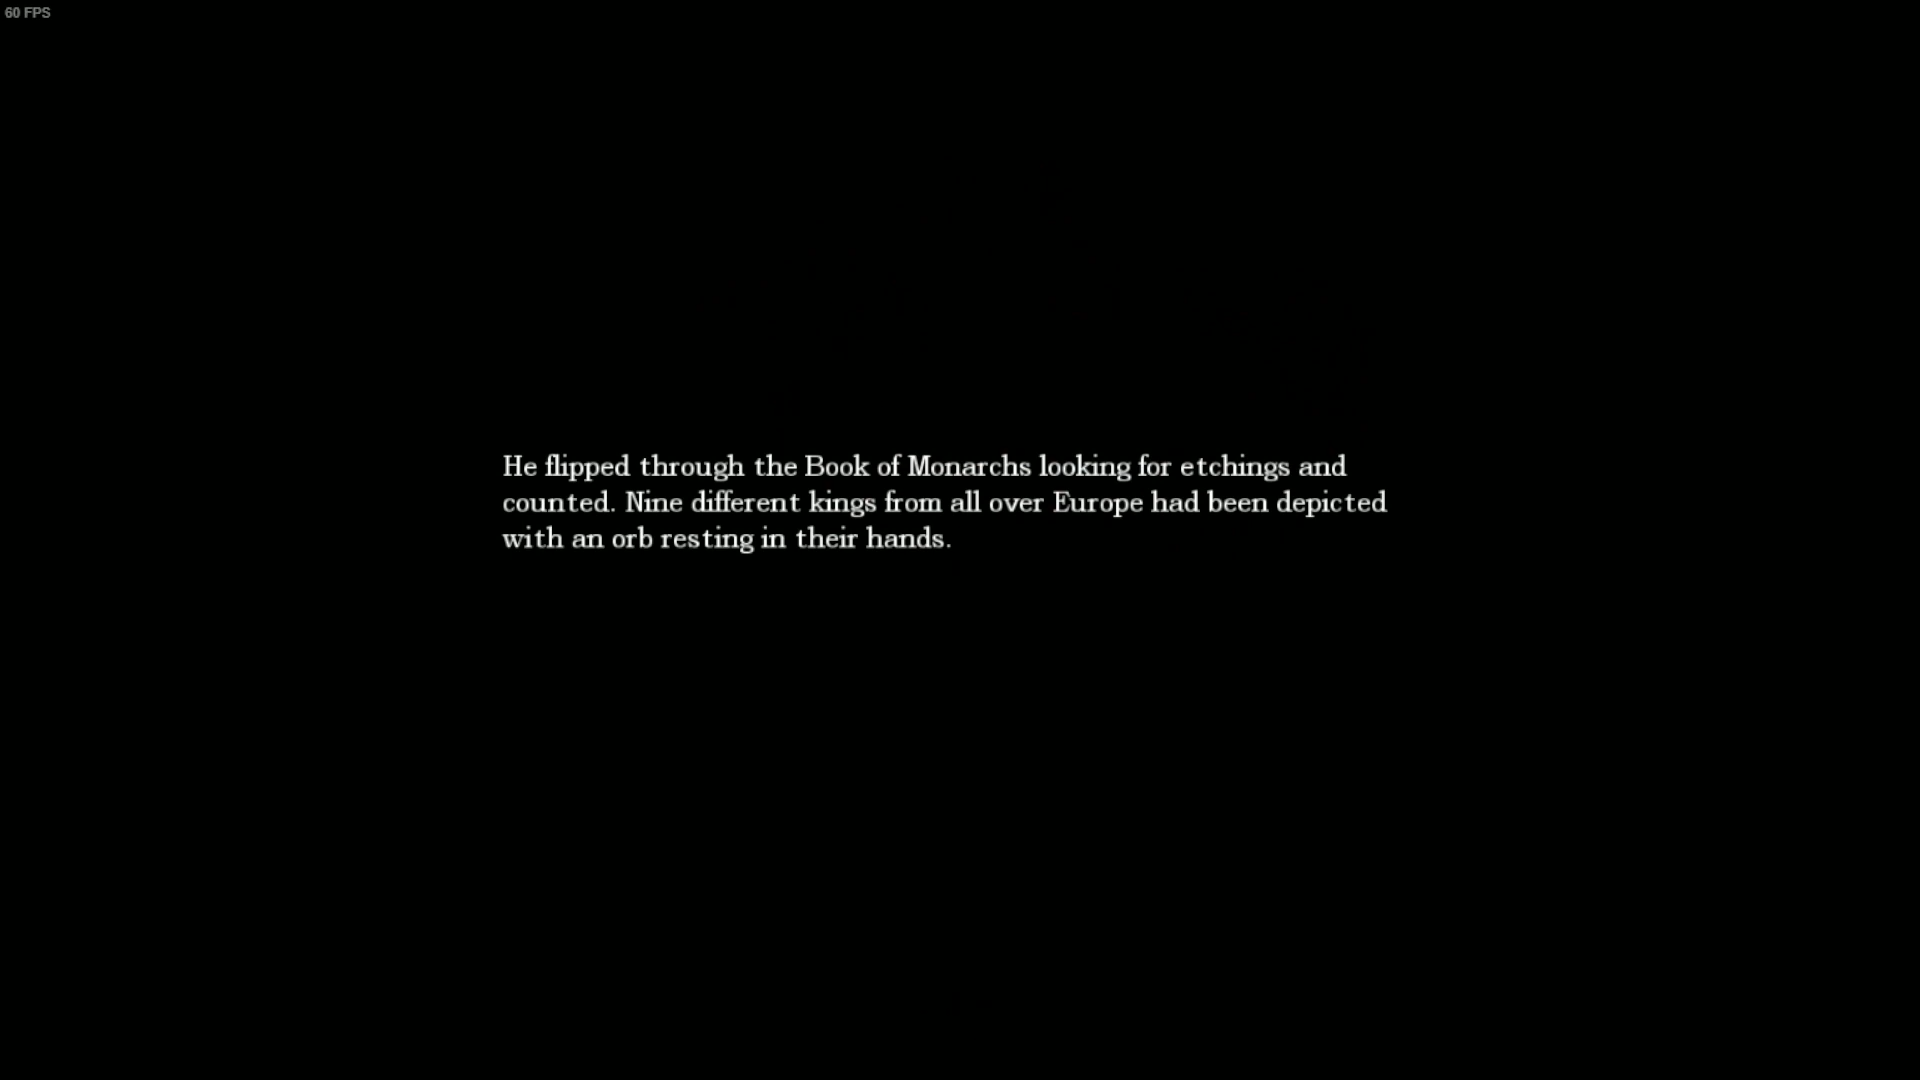 60 FPS
He flipped through the Book of Monarchs looking for etchings and
counted. Nine different kings from all over Europe had been depicted
with an orb resting in their hands.